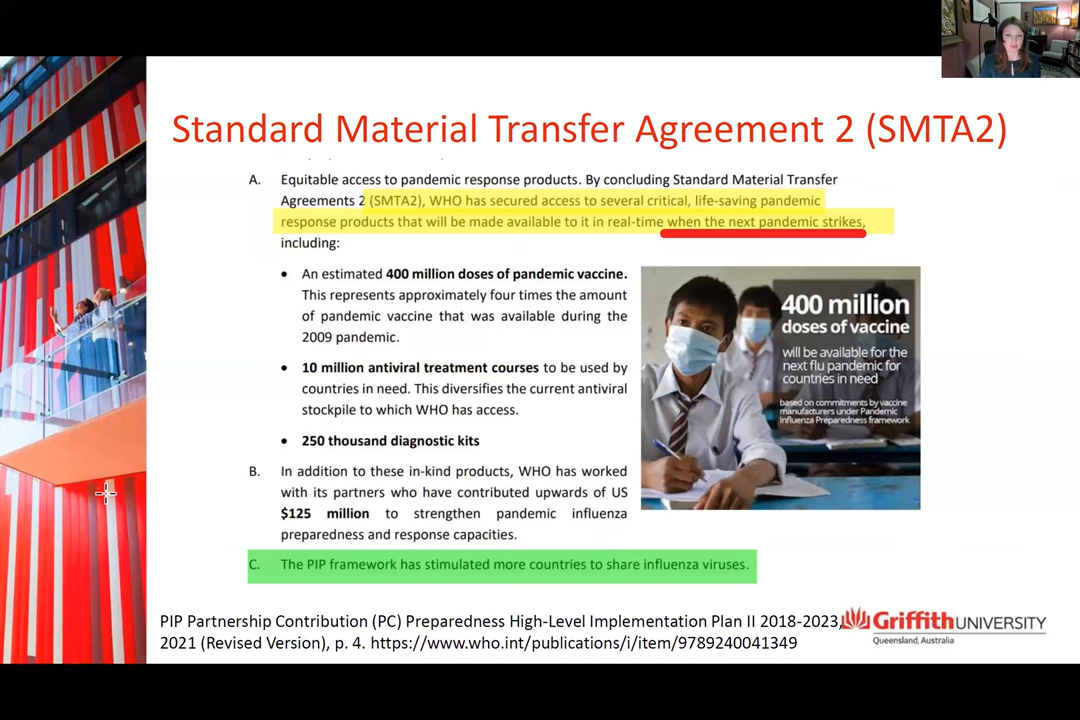 Standard Material Transfer Agreement 2 (SMTA2)
A. Equitable access to pandemic response products. By concluding Standard Material Transfer
Agreements 2 (SMTA2), WHO has secured access to several critical, life-saving pandemic
response products that will be made available to it in real-time when the next pandemic strikes,
including:
• An estimated 400 million doses of pandemic vaccine.
This represents approximately four times the amount
of pandemic vaccine that was available during the
2009 pandemic.
• 10 million antiviral treatment courses to be used by
countries in need. This diversifies the current antiviral
stockpile to which WHO has access.
• 250 thousand diagnostic kits
400 million
doses of vaccine
will be available for the
next flu pandemic for
countries in need
based on commitments by vaccine
manufacturers under Pandemic
Influenza Preparedness framework
B. In addition to these in-kind products, WHO has worked
with its partners who have contributed upwards of US
$125 million to strengthen pandemic influenza
preparedness and response capacities.
C. The PIP framework has stimulated more countries to share influenza viruses.
PIP Partnership Contribution (PC) Preparedness High-Level Implementation Plan II 2018-2023,
2021 (Revised Version), p. 4. https://www.who.int/publications/i/item/9789240041349
Griffith UNIVERSITY
Queensland, Australia